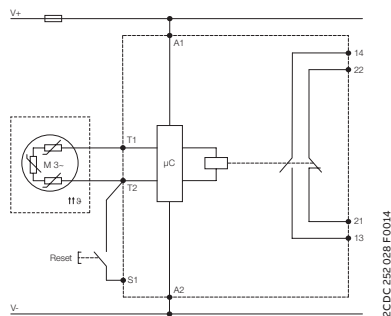 V+
A1
14
22
T1
M 3~
µC
T2
↑↑ϑ
21
13
Reset
S1
A2
V-
2CDC 252 028 F0014